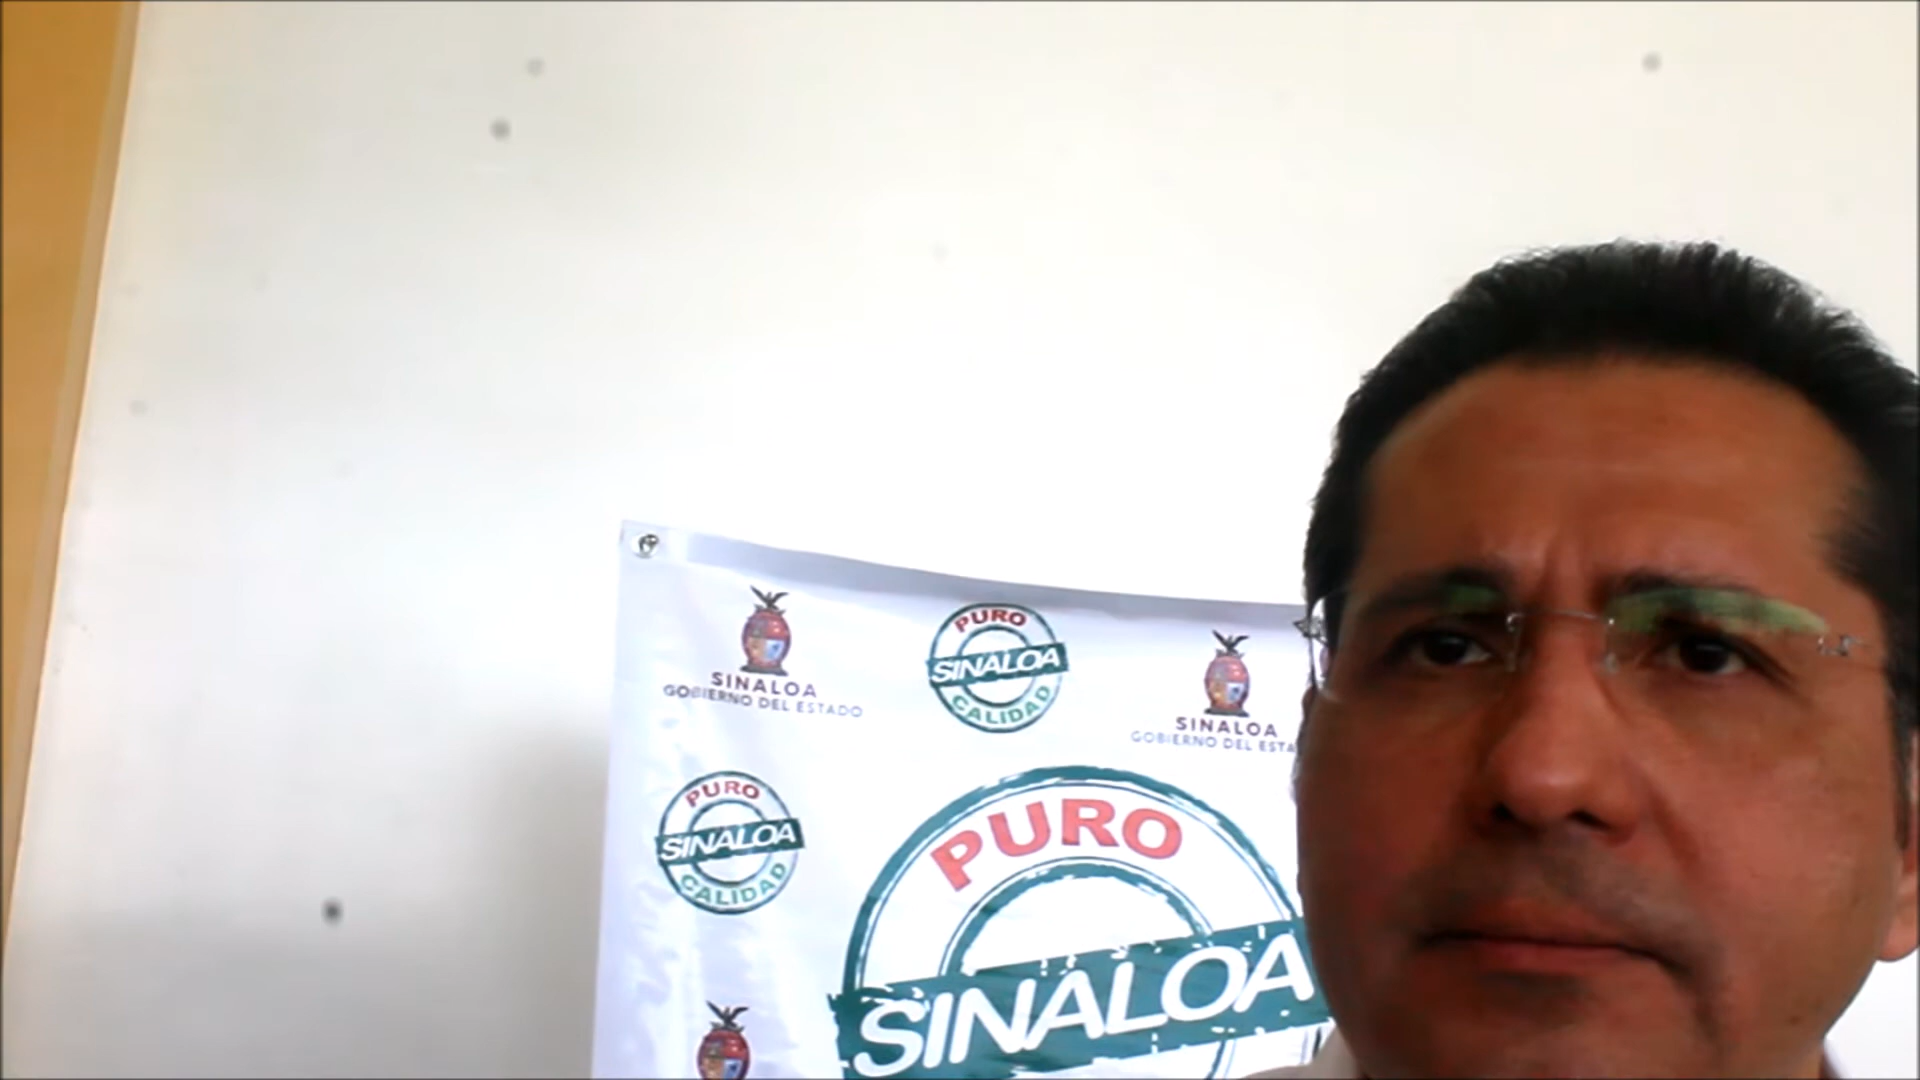 SINALOA
GOBIERNO DEL ESTADO
PURO
SINALOA
CALIDAD
SINALOA
GOBIERNO DEL ESTA
PURO
SINALOA
CALIDAD
PURO
SINALOA